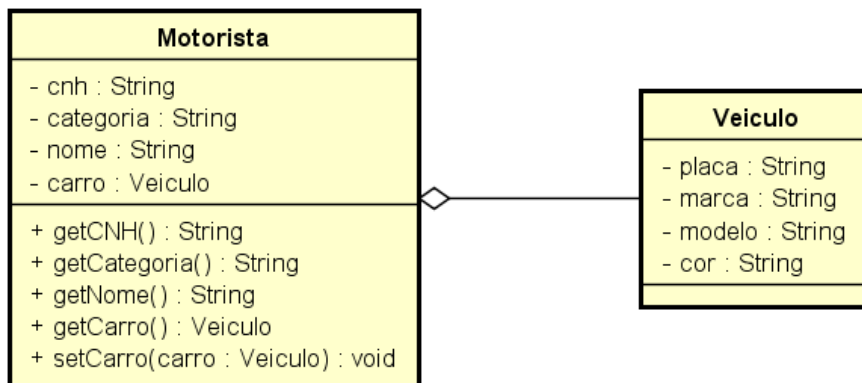 Motorista
- cnh : String
- categoria : String
- nome : String
- carro : Veiculo
+ getCNH() : String
+ getCategoria() : String
+ getNome() : String
+ getCarro() : Veiculo
+ setCarro(carro : Veiculo) : void
Veiculo
- placa : String
- marca : String
- modelo : String
- cor : String